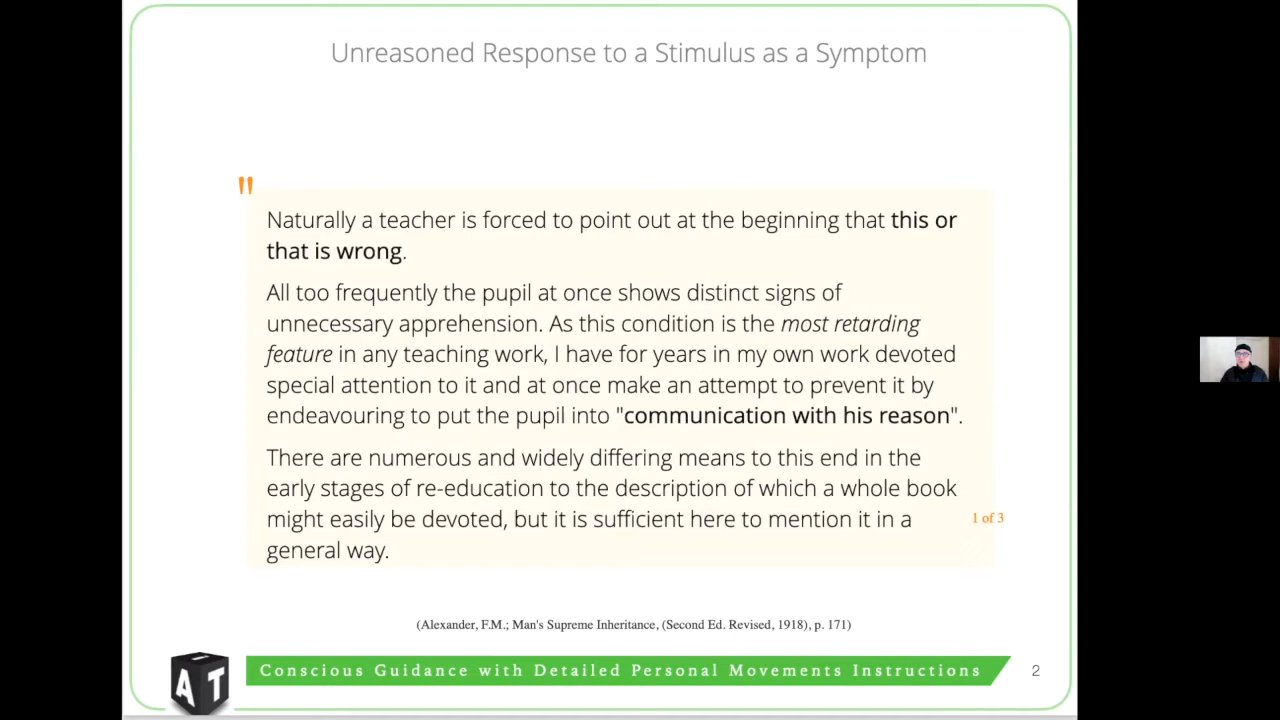 Unreasoned Response to a Stimulus as a Symptom
"
Naturally a teacher is forced to point out at the beginning that this or
that is wrong.
All too frequently the pupil at once shows distinct signs of
unnecessary apprehension. As this condition is the most retarding
feature in any teaching work, I have for years in my own work devoted
special attention to it and at once make an attempt to prevent it by
endeavouring to put the pupil into "communication with his reason".
There are numerous and widely differing means to this end in the
early stages of re-education to the description of which a whole book
might easily be devoted, but it is sufficient here to mention it in a
general way.
1 of 3
(Alexander, F.M.; Man's Supreme Inheritance, (Second Ed. Revised, 1918), p. 171)
A T
Conscious Guidance with Detailed Personal Movements Instructions
2